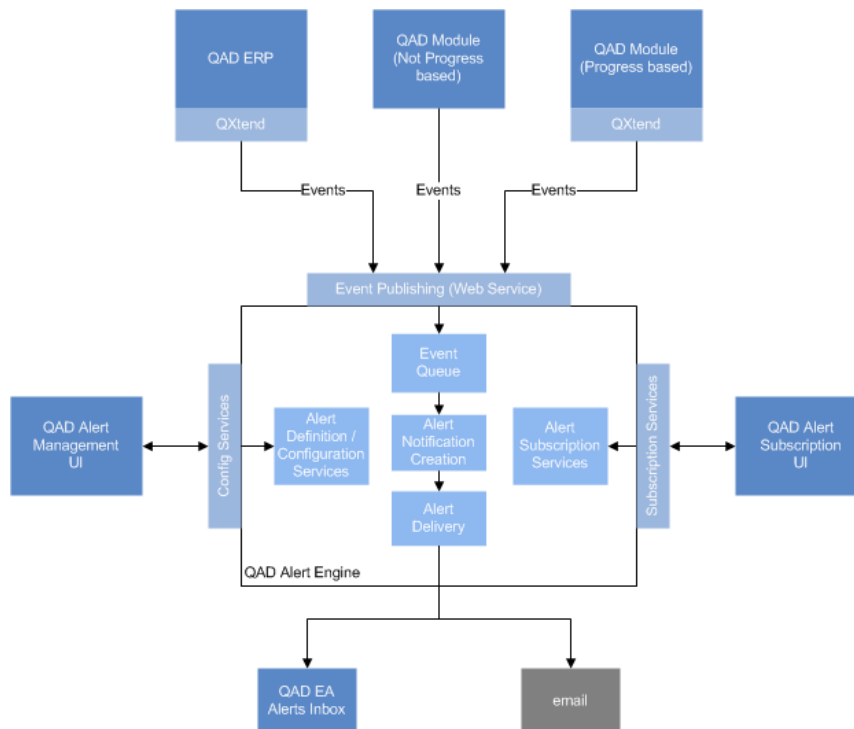 QAD ERP
QXtend
QAD Module
(Not Progress
based)
QAD Module
(Progress based)
QXtend
Events
Events
Events
Event Publishing (Web Service)
Event
Queue
QAD Alert
Management
UI
Config Services
Alert
Definition /
Configuration
Services
Alert
Notification
Creation
Alert
Subscription
Services
Subscription Services
QAD Alert
Subscription
UI
Alert
Delivery
QAD Alert Engine
QAD EA
Alerts Inbox
email